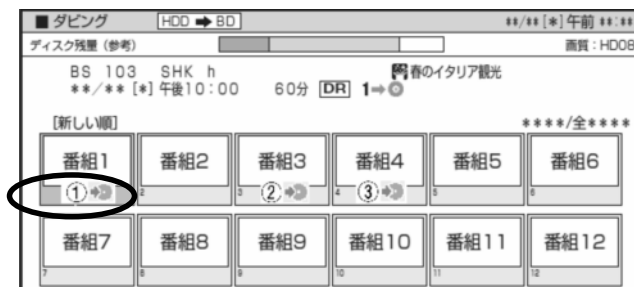 ■ ダビング HDD ➡ BD **/** [*] 午前 **:**
ディスク残量 (参考) 画質:HD08
BS 103 SHK h 春のイタリア観光
**/** [*] 午後10:00 60分 DR 1⇒
[新しい順] ****/全****
番組1 番組2 番組3 番組4 番組5 番組6
① 2 3 ② 4 ③ 5 6
番組7 番組8 番組9 番組10 番組11 番組12
7 8 9 10 11 12